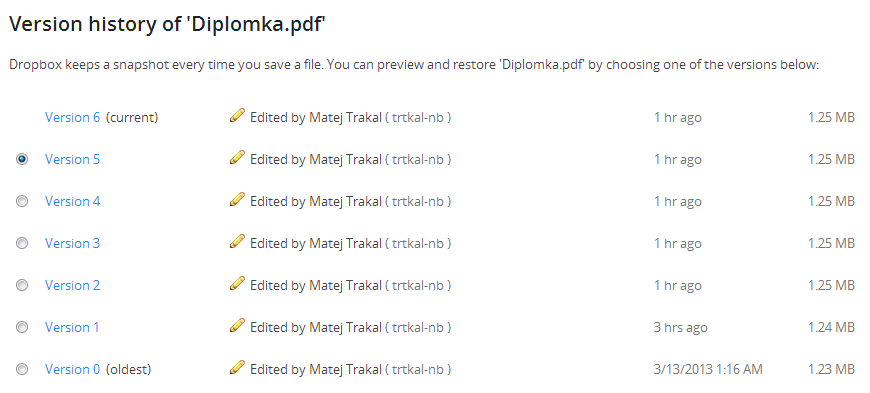 Version history of 'Diplomka.pdf'
Dropbox keeps a snapshot every time you save a file. You can preview and restore 'Diplomka.pdf' by choosing one of the versions below:
Version 6 (current) Edited by Matej Trakal ( trtkal-nb ) 1 hr ago 1.25 MB
Version 5 Edited by Matej Trakal ( trtkal-nb ) 1 hr ago 1.25 MB
Version 4 Edited by Matej Trakal ( trtkal-nb ) 1 hr ago 1.25 MB
Version 3 Edited by Matej Trakal ( trtkal-nb ) 1 hr ago 1.25 MB
Version 2 Edited by Matej Trakal ( trtkal-nb ) 1 hr ago 1.25 MB
Version 1 Edited by Matej Trakal ( trtkal-nb ) 3 hrs ago 1.24 MB
Version 0 (oldest) Edited by Matej Trakal ( trtkal-nb ) 3/13/2013 1:16 AM 1.23 MB